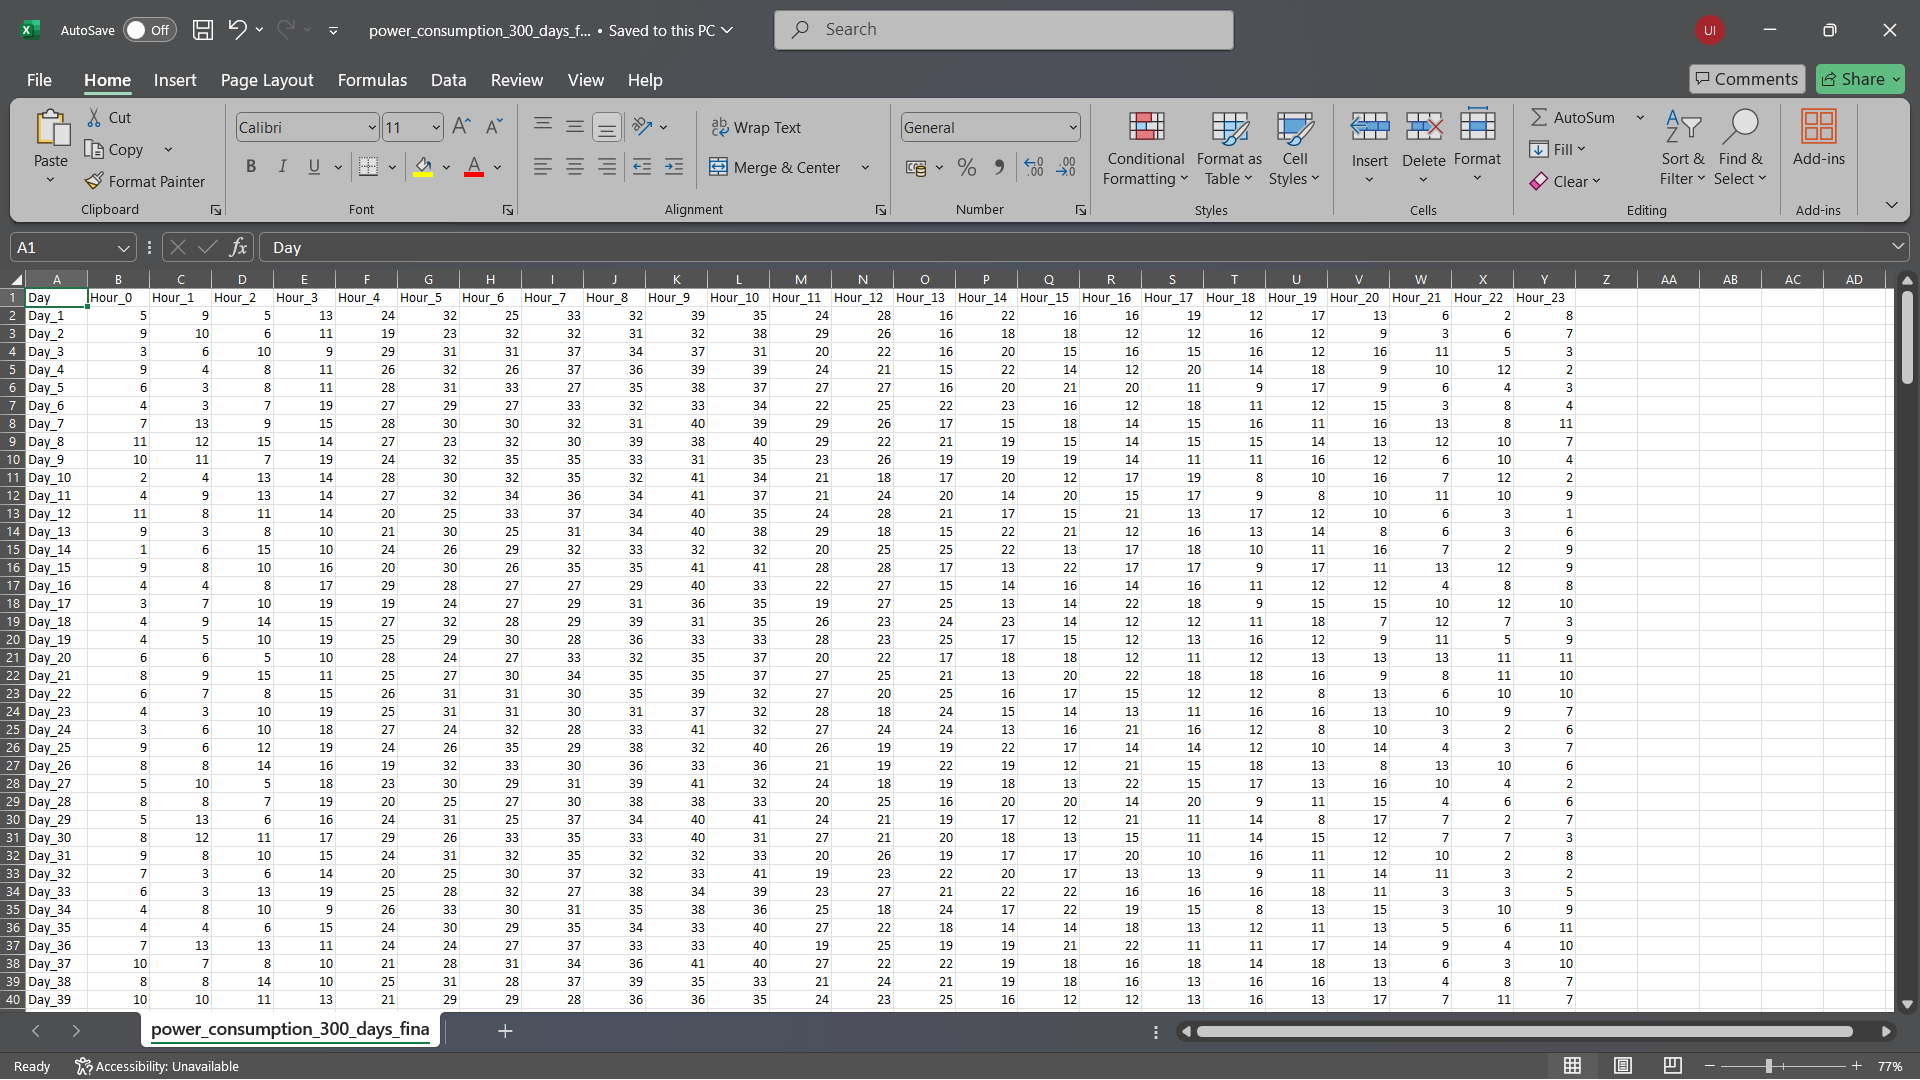 AutoSave Off power_consumption_300_days_f... • Saved to this PC Search UI
File Home Insert Page Layout Formulas Data Review View Help Comments Share
Paste Cut Copy Format Painter Clipboard
Calibri 11 B I U A Font
Wrap Text Merge & Center Alignment
General % Number
Conditional Formatting Format as Table Cell Styles Styles
Insert Delete Format Cells
AutoSum Fill Clear Sort & Filter Find & Select Editing
Add-ins Add-ins
A1 fx Day
A B C D E F G H I J K L M N O P Q R S T U V W X Y Z AA AB AC AD
1 Day Hour_0 Hour_1 Hour_2 Hour_3 Hour_4 Hour_5 Hour_6 Hour_7 Hour_8 Hour_9 Hour_10 Hour_11 Hour_12 Hour_13 Hour_14 Hour_15 Hour_16 Hour_17 Hour_18 Hour_19 Hour_20 Hour_21 Hour_22 Hour_23
2 Day_1 5 9 5 13 24 32 25 33 32 39 35 24 28 16 22 16 16 19 12 17 13 6 2 8
3 Day_2 9 10 6 11 19 23 32 32 31 32 38 29 26 16 18 18 12 12 16 12 9 3 6 7
4 Day_3 3 6 10 9 29 31 31 37 34 37 31 20 22 16 20 15 16 15 16 12 16 11 5 3
5 Day_4 9 4 8 11 26 32 26 37 36 39 39 24 21 15 22 14 12 20 14 18 9 10 12 2
6 Day_5 6 3 8 11 28 31 33 27 35 38 37 27 27 16 20 21 20 11 9 17 9 6 4 3
7 Day_6 4 3 7 19 27 29 27 33 32 33 34 22 25 22 23 16 12 18 11 12 15 3 8 4
8 Day_7 7 13 9 15 28 30 30 32 31 40 39 29 26 17 15 18 14 15 16 11 16 13 8 11
9 Day_8 11 12 15 14 27 23 32 30 39 38 40 29 22 21 19 15 14 15 15 14 13 12 10 7
10 Day_9 10 11 7 19 24 32 35 35 33 31 35 23 26 19 19 19 14 11 11 16 12 6 10 4
11 Day_10 2 4 13 14 28 30 32 35 32 41 34 21 18 17 20 12 17 19 8 10 16 7 12 2
12 Day_11 4 9 13 14 27 32 34 36 34 41 37 21 24 20 14 20 15 17 9 8 10 11 10 9
13 Day_12 11 8 11 14 20 25 33 37 34 40 35 24 28 21 17 15 21 13 17 12 10 6 3 1
14 Day_13 9 3 8 10 21 30 25 31 34 40 38 29 18 15 22 21 12 16 13 14 8 6 3 6
15 Day_14 1 6 15 10 24 26 29 32 33 32 32 20 25 25 22 13 17 18 10 11 16 7 2 9
16 Day_15 9 8 10 16 20 30 26 35 35 41 41 28 28 17 13 22 17 17 9 17 11 13 12 9
17 Day_16 4 4 8 17 29 28 27 27 29 40 33 22 27 15 14 16 14 16 11 12 12 4 8 8
18 Day_17 3 7 10 19 19 24 27 29 31 36 35 19 27 25 13 14 22 18 9 15 15 10 12 10
19 Day_18 4 9 14 15 27 32 28 29 39 31 35 26 23 24 23 14 12 12 11 18 7 12 7 3
20 Day_19 4 5 10 19 25 29 30 28 36 33 33 28 23 25 17 15 12 13 16 12 9 11 5 9
21 Day_20 6 6 5 10 28 24 27 33 32 35 37 20 22 17 18 18 12 11 12 13 13 13 11 11
22 Day_21 8 9 15 11 25 27 30 34 35 35 37 27 25 21 13 20 22 18 18 16 9 8 11 10
23 Day_22 6 7 8 15 26 31 31 30 35 39 32 27 20 25 16 17 15 12 12 8 13 6 10 10
24 Day_23 4 3 10 19 25 31 31 30 31 37 32 28 18 24 15 14 13 11 16 16 13 10 9 7
25 Day_24 3 6 10 18 27 24 32 28 33 41 32 27 24 24 13 16 21 16 12 8 10 3 2 6
26 Day_25 9 6 12 19 24 26 35 29 38 32 40 26 19 19 22 17 14 14 12 10 14 4 3 7
27 Day_26 8 8 14 16 19 32 33 30 36 33 36 21 19 22 19 12 21 15 18 13 8 13 10 6
28 Day_27 5 10 5 18 23 30 29 31 39 41 32 24 18 19 18 13 22 15 17 13 16 10 4 2
29 Day_28 8 8 7 19 20 25 27 30 38 38 33 20 25 16 20 20 14 20 9 11 15 4 6 6
30 Day_29 5 13 6 16 24 31 25 37 34 40 41 24 21 19 17 12 21 11 14 8 17 7 2 7
31 Day_30 8 12 11 17 29 26 33 35 33 40 31 27 21 20 18 13 15 11 14 15 12 7 7 3
32 Day_31 9 8 10 15 24 31 32 35 32 32 33 20 26 19 17 17 20 10 16 11 12 10 2 8
33 Day_32 7 3 6 14 20 25 30 37 32 33 41 19 23 22 20 17 13 13 9 11 14 11 3 2
34 Day_33 6 3 13 19 25 28 32 27 38 34 39 23 27 21 22 22 16 16 16 18 11 3 3 5
35 Day_34 4 8 10 9 26 33 30 31 35 38 36 25 18 24 17 22 19 15 8 13 15 3 10 9
36 Day_35 4 4 6 15 24 30 29 35 34 33 40 27 22 18 14 14 18 13 12 11 13 5 6 11
37 Day_36 7 13 13 11 24 24 27 37 33 33 40 19 25 19 19 21 22 11 11 17 14 9 4 10
38 Day_37 10 7 8 10 21 28 31 34 36 41 40 27 22 22 19 18 16 18 14 18 13 6 3 10
39 Day_38 8 8 14 10 25 31 28 37 39 35 33 21 24 21 19 18 16 13 16 16 13 4 8 7
40 Day_39 10 10 11 13 21 29 29 28 36 36 35 24 23 25 16 12 12 13 16 13 17 7 11 7
power_consumption_300_days_fina
Ready Accessibility: Unavailable 77%